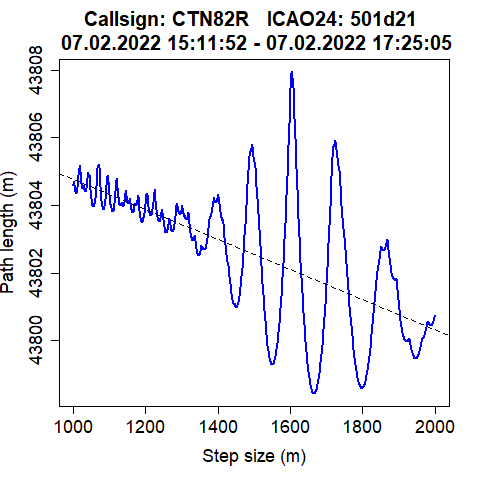 Callsign: CTN82R   ICAO24: 501d21
07.02.2022 15:11:52 - 07.02.2022 17:25:05
43808
43806
43804
43802
43800
Path length (m)
1000 1200 1400 1600 1800 2000
Step size (m)